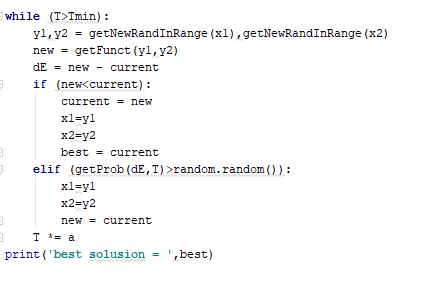 while (T>Tmin):
    y1,y2 = getNewRandInRange(x1),getNewRandInRange(x2)
    new = getFunct(y1,y2)
    dE = new - current
    if (new<current):
        current = new
        x1=y1
        x2=y2
        best = current
    elif (getProb(dE,T)>random.random()):
        x1=y1
        x2=y2
        new = current
    T *= a
print('best solusion = ',best)